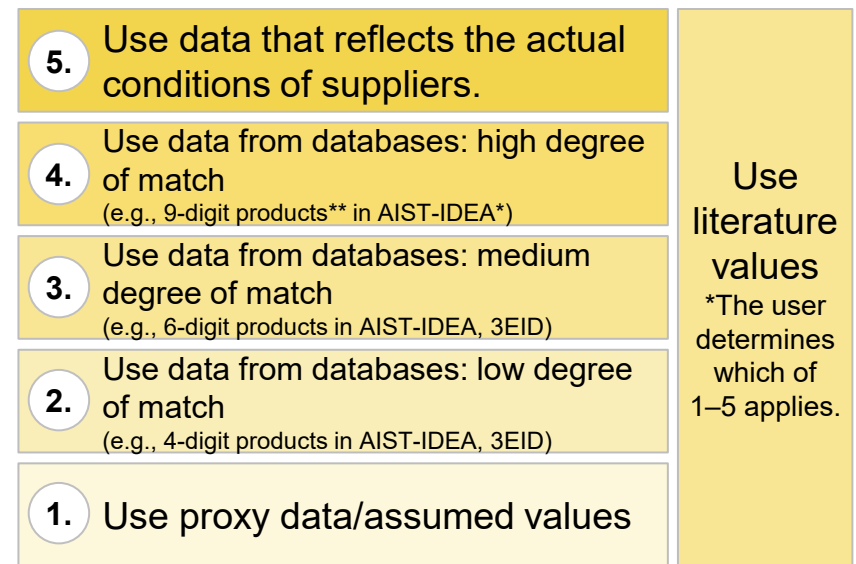 5.
Use data that reflects the actual
conditions of suppliers.
4.
Use data from databases: high degree
of match
(e.g., 9-digit products** in AIST-IDEA*)
3.
Use data from databases: medium
degree of match
(e.g., 6-digit products in AIST-IDEA, 3EID)
2.
Use data from databases: low degree
of match
(e.g., 4-digit products in AIST-IDEA, 3EID)
1.
Use proxy data/assumed values
Use
literature
values
*The user
determines
which of
1–5 applies.